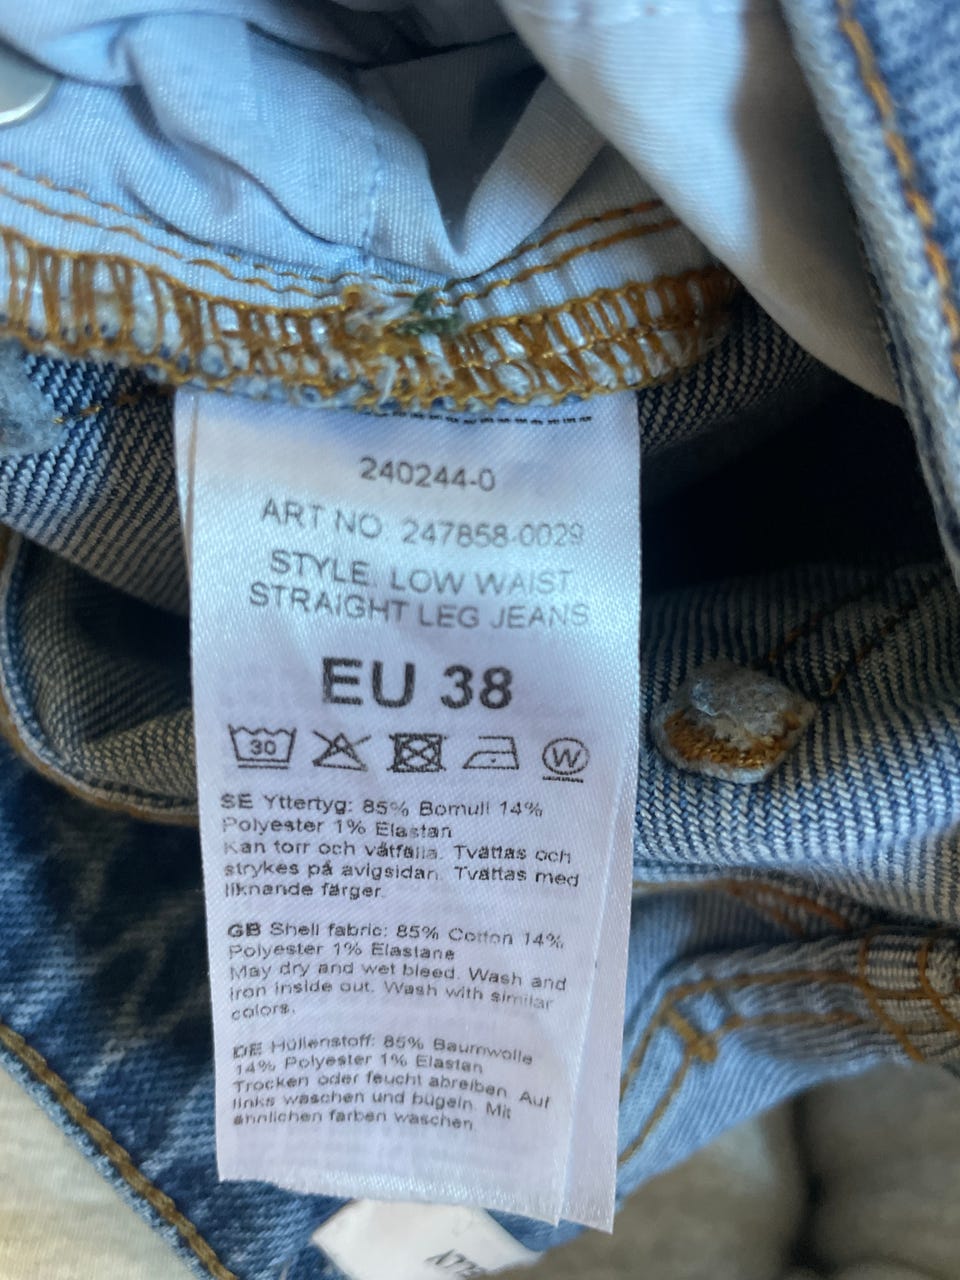 240244-0
ART NO 247858-0029
STYLE. LOW WAIST
STRAIGHT LEG JEANS
EU 38
30
W
SE Yttertyg: 85% Bomull 14%
Polyester 1% Elastan
Kan torr och våtfälla. Tvättas och
strykes på avigsidan. Tvättas med
liknande färger.
GB Shell fabric: 85% Cotton 14%
Polyester 1% Elastane
May dry and wet bleed. Wash and
iron inside out. Wash with similar
colors.
DE Hüllenstoff: 85% Baumwolle
14% Polyester 1% Elastan
Trocken oder feucht abreiben. Auf
links waschen und bügeln. Mit
ähnlichen farben waschen.